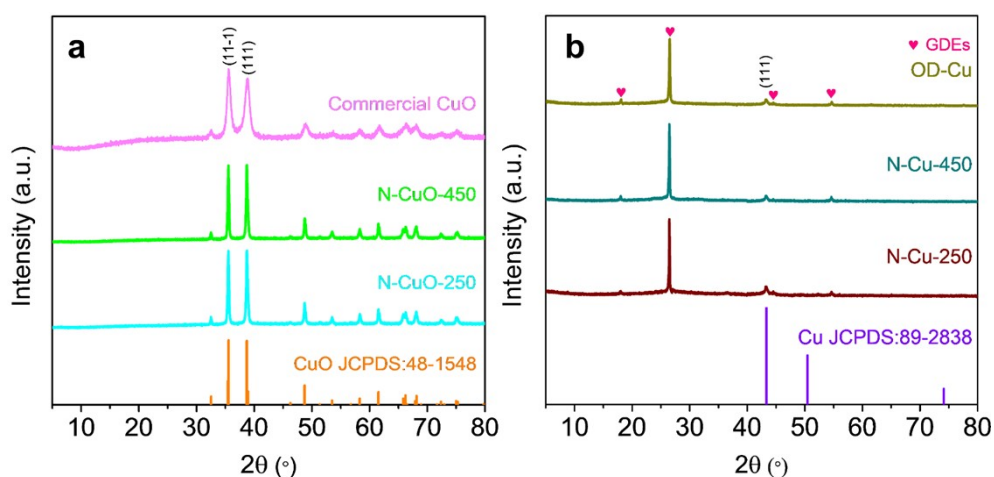 a
(11-1)
(111)
Commercial CuO
N-CuO-450
N-CuO-250
CuO JCPDS:48-1548
Intensity (a.u.)
10 20 30 40 50 60 70 80
2θ (°)
b
♥ GDEs
OD-Cu
(111)
N-Cu-450
N-Cu-250
Cu JCPDS:89-2838
Intensity (a.u.)
10 20 30 40 50 60 70 80
2θ (°)